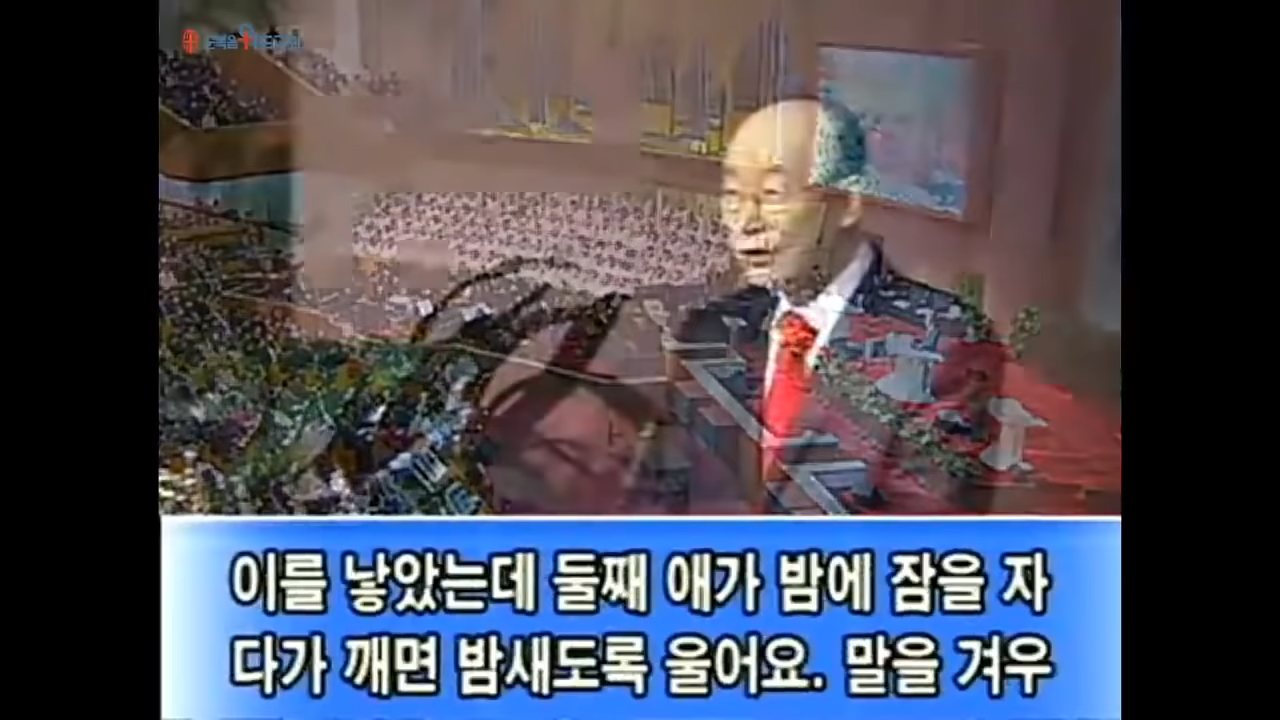 이를 낳았는데 둘째 애가 밤에 잠을 자
다가 깨면 밤새도록 울어요. 말을 겨우